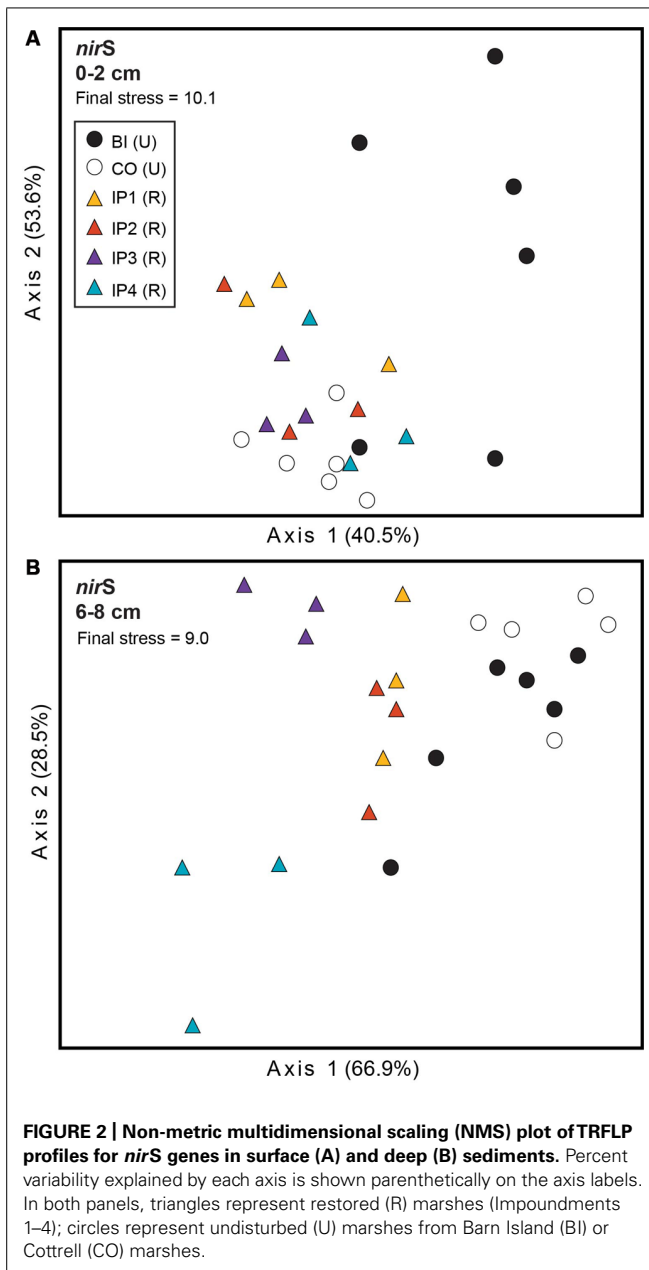 A
nirS
0-2 cm
Final stress = 10.1
BI (U)
CO (U)
IP1 (R)
IP2 (R)
IP3 (R)
IP4 (R)
Axis 2 (53.6%)
Axis 1 (40.5%)
B
nirS
6-8 cm
Final stress = 9.0
Axis 2 (28.5%)
Axis 1 (66.9%)
FIGURE 2 | Non-metric multidimensional scaling (NMS) plot of TRFLP
profiles for nirS genes in surface (A) and deep (B) sediments. Percent
variability explained by each axis is shown parenthetically on the axis labels.
In both panels, triangles represent restored (R) marshes (Impoundments
1–4); circles represent undisturbed (U) marshes from Barn Island (BI) or
Cottrell (CO) marshes.